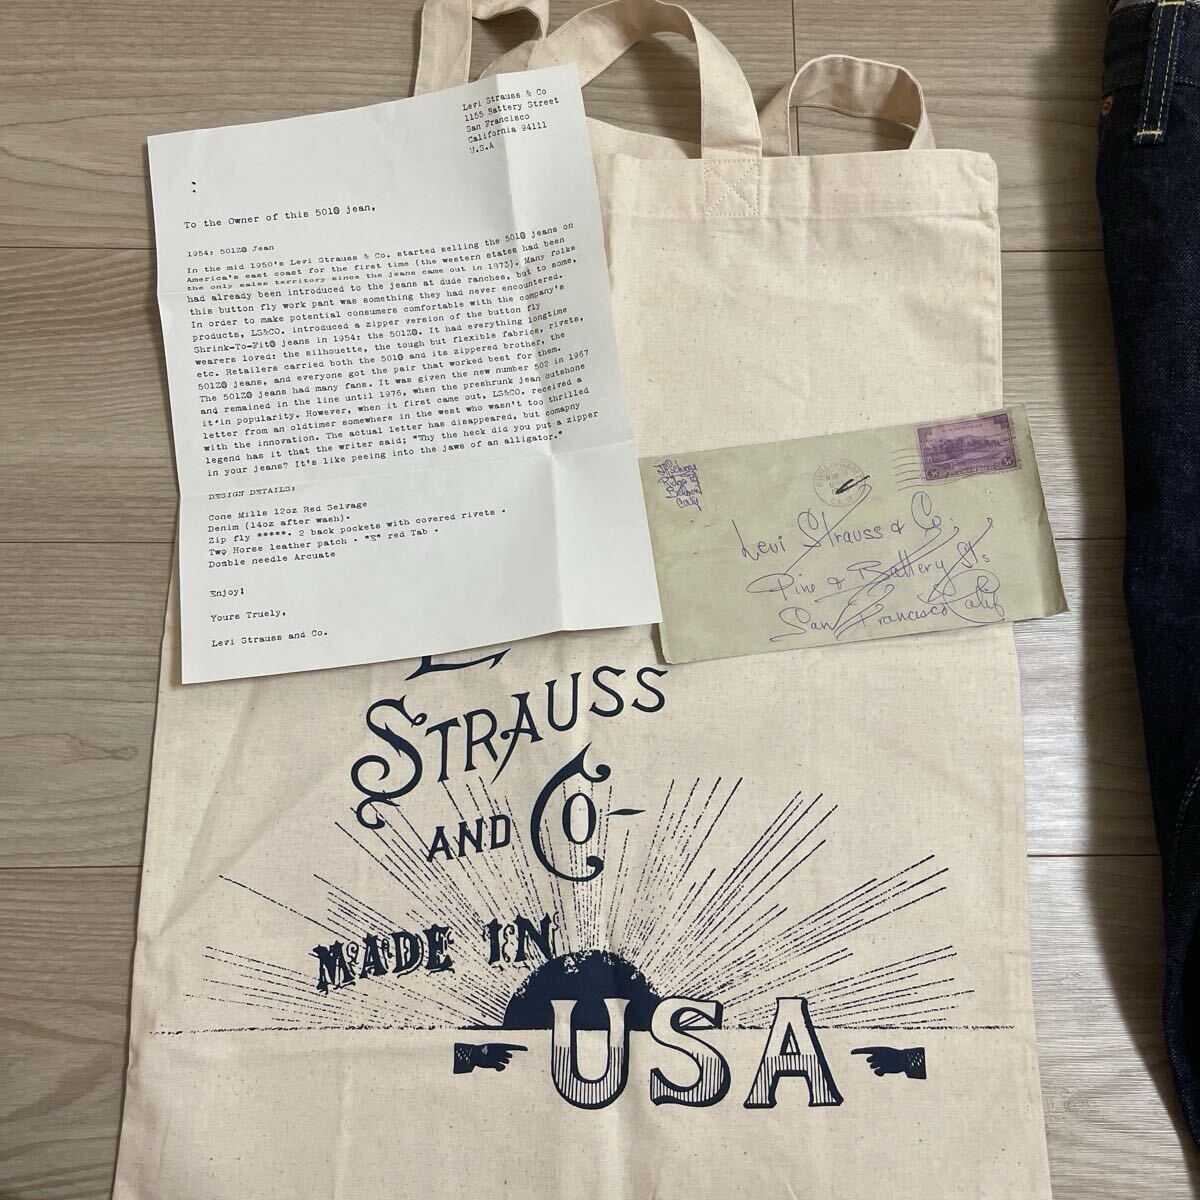 Levi Strauss & Co
1155 Battery Street
San Francisco
California 94111
U.S.A
:
To the Owner of this 501® jean,
1954: 501Z® Jean
In the mid 1950's Levi Strauss & Co. started selling the 501® jeans on
America's east coast for the first time (the western states had been
the only sales territory since the jeans came out in 1873). Many folks
had already been introduced to the jeans at dude ranches, but to some,
this button fly work pant was something they had never encountered.
In order to make potential consumers comfortable with the company's
products, LS&CO. introduced a zipper version of the button fly
Shrink-To-Fit® jeans in 1954: the 501Z®. It had everything longtime
wearers loved: the silhouette, the tough but flexible fabrics, rivets,
etc. Retailers carried both the 501® and its zippered brother, the
501Z® jeans, and everyone got the pair that worked best for them.
The 501Z® jeans had many fans. It was given the new number 502 in 1967
and remained in the line until 1976, when the preshrunk jean outshone
it in popularity. However, when it first came out, LS&CO. received a
letter from an oldtimer somewhere in the west who wasn't too thrilled
with the innovation. The actual letter has disappeared, but comapny
legend has it that the writer said; "Why the heck did you put a zipper
in your jeans? It's like peeing into the jaws of an alligator."
DESIGN DETAILS:
Cone Mills 12oz Red Selvage
Denim (14oz after wash).
Zip fly *****. 2 back pockets with covered rivets .
Two Horse leather patch . "E" red Tab .
Double needle Arcuate
Enjoy!
Yours Truely,
Levi Strauss and Co.
Belmont
Calif
BURLINGAME
CALIF
5¢
5¢
Levi Strauss & Co.
Pine & Battery Sts
San Francisco Calif
STRAUSS
AND CO
MADE IN
USA